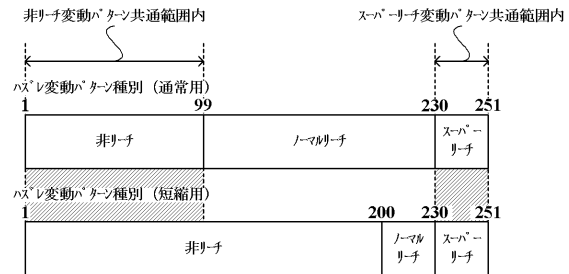 非ﾘｰﾁ変動ﾊﾟﾀｰﾝ共通範囲内 ｽｰﾊﾟｰﾘｰﾁ変動ﾊﾟﾀｰﾝ共通範囲内
ﾊｽﾞﾚ変動ﾊﾟﾀｰﾝ種別（通常用）
1 99 230 251
非ﾘｰﾁ ﾉｰﾏﾙﾘｰﾁ ｽｰﾊﾟｰ
ﾘｰﾁ
ﾊｽﾞﾚ変動ﾊﾟﾀｰﾝ種別（短縮用）
1 200 230 251
非ﾘｰﾁ ﾉｰﾏﾙ ｽｰﾊﾟｰ
ﾘｰﾁ ﾘｰﾁ